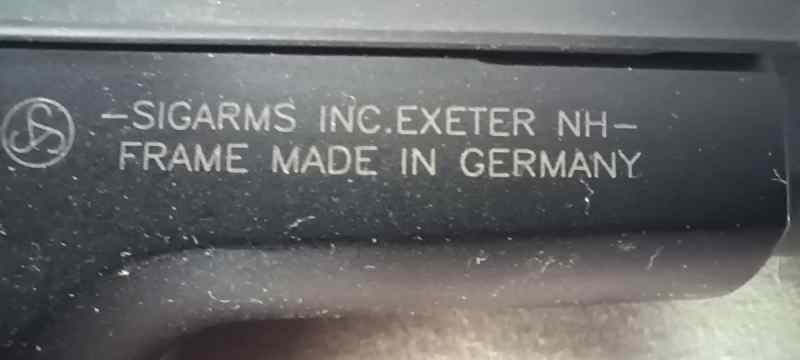 -SIGARMS INC.EXETER NH-
FRAME MADE IN GERMANY